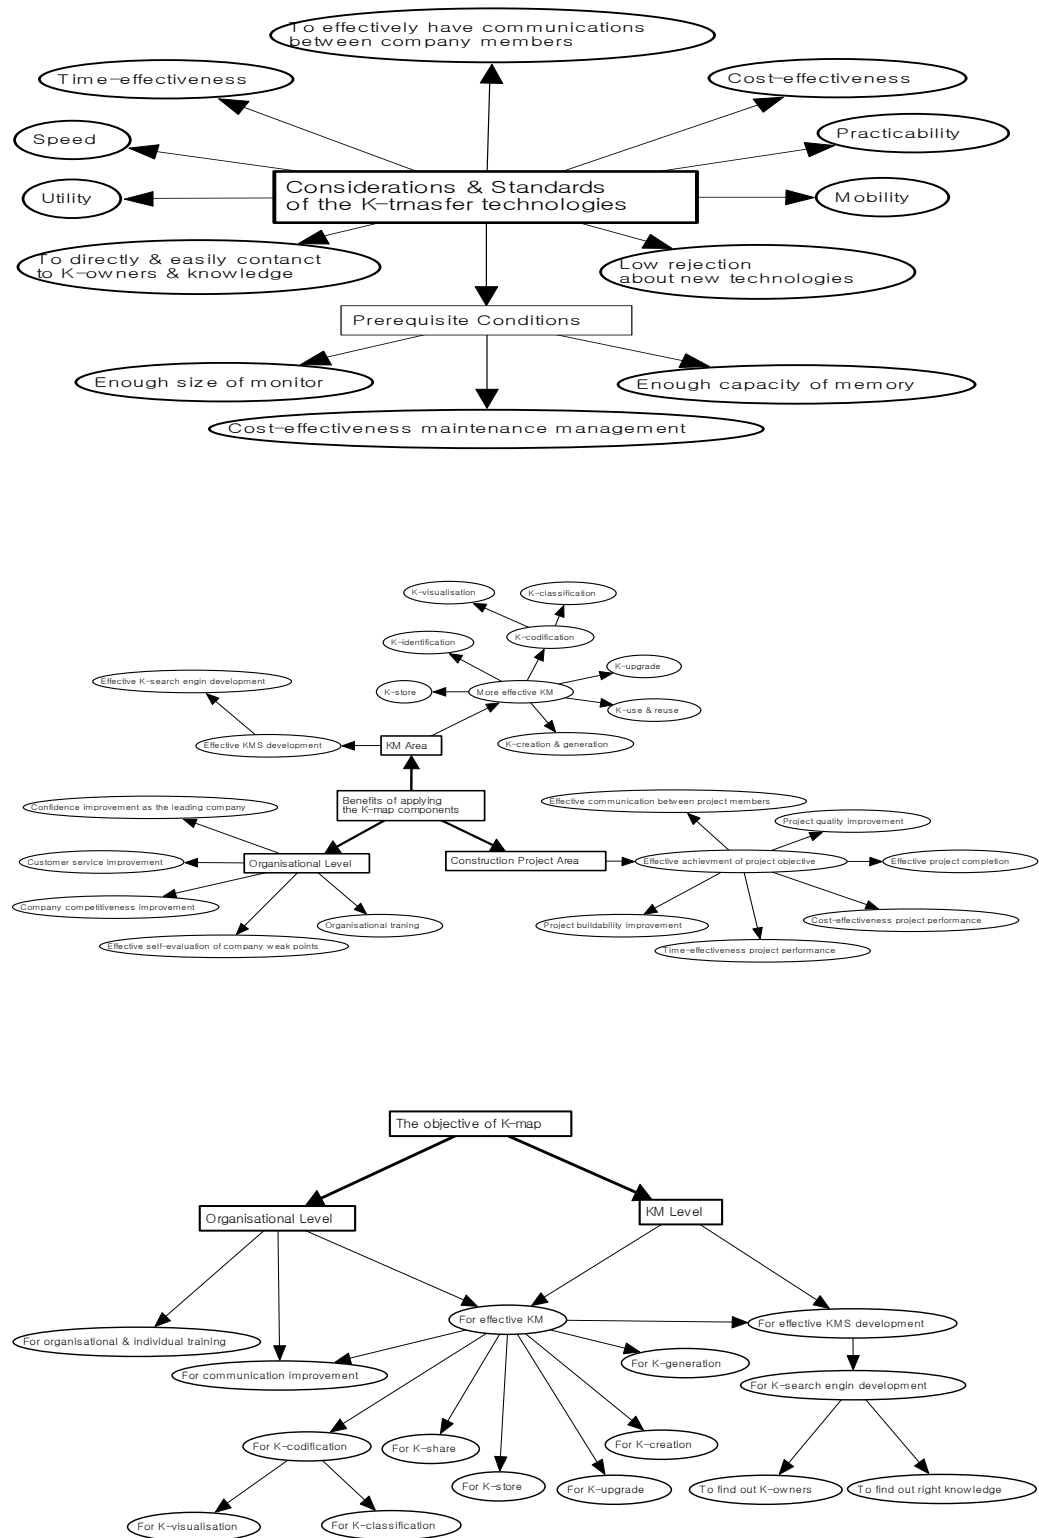 To effectively have communications
between company members
Time-effectiveness
Cost-effectiveness
Speed
Practicability
Considerations & Standards
of the K-trnasfer technologies
Utility
Mobility
To directly & easily contanct
to K-owners & knowledge
Low rejection
about new technologies
Prerequisite Conditions
Enough size of monitor
Enough capacity of memory
Cost-effectiveness maintenance management
K-visualisation
K-classification
K-identification
K-codification
K-upgrade
Effective K-search engin development
K-store
More effective KM
K-use & reuse
Effective KMS development
KM Area
K-creation & generation
Confidence improvement as the leading company
Benefits of applying
the K-map components
Effective communication between project members
Project quality improvement
Customer service improvement
Organisational Level
Construction Project Area
Effective achievment of project objective
Effective project completion
Company competitiveness improvement
Organisational traning
Project buildability improvement
Cost-effectiveness project performance
Effective self-evaluation of company weak points
Time-effectiveness project performance
The objective of K-map
Organisational Level
KM Level
For effective KM
For effective KMS development
For organisational & individual training
For communication improvement
For K-generation
For K-search engin development
For K-codification
For K-share
For K-creation
For K-store
For K-upgrade
To find out K-owners
To find out right knowledge
For K-visualisation
For K-classification